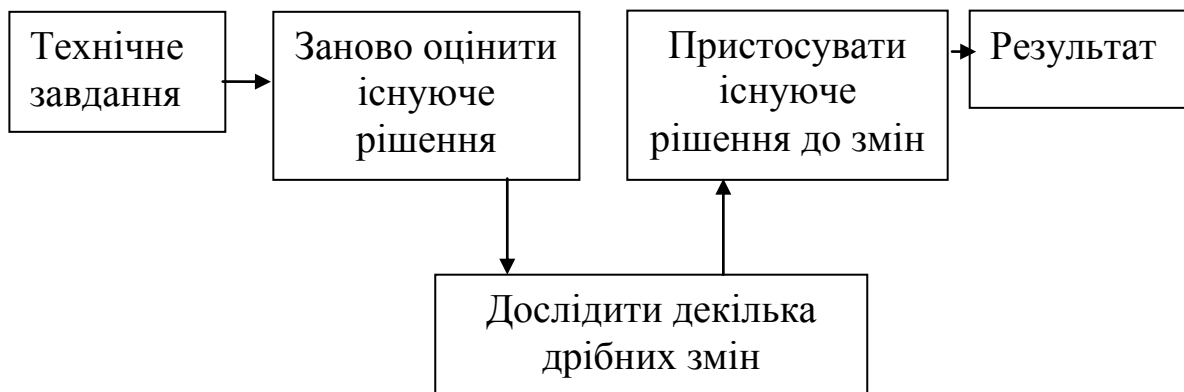 Технічне
завдання
Заново оцінити
існуюче
рішення
Дослідити декілька
дрібних змін
Пристосувати
існуюче
рішення до змін
Результат